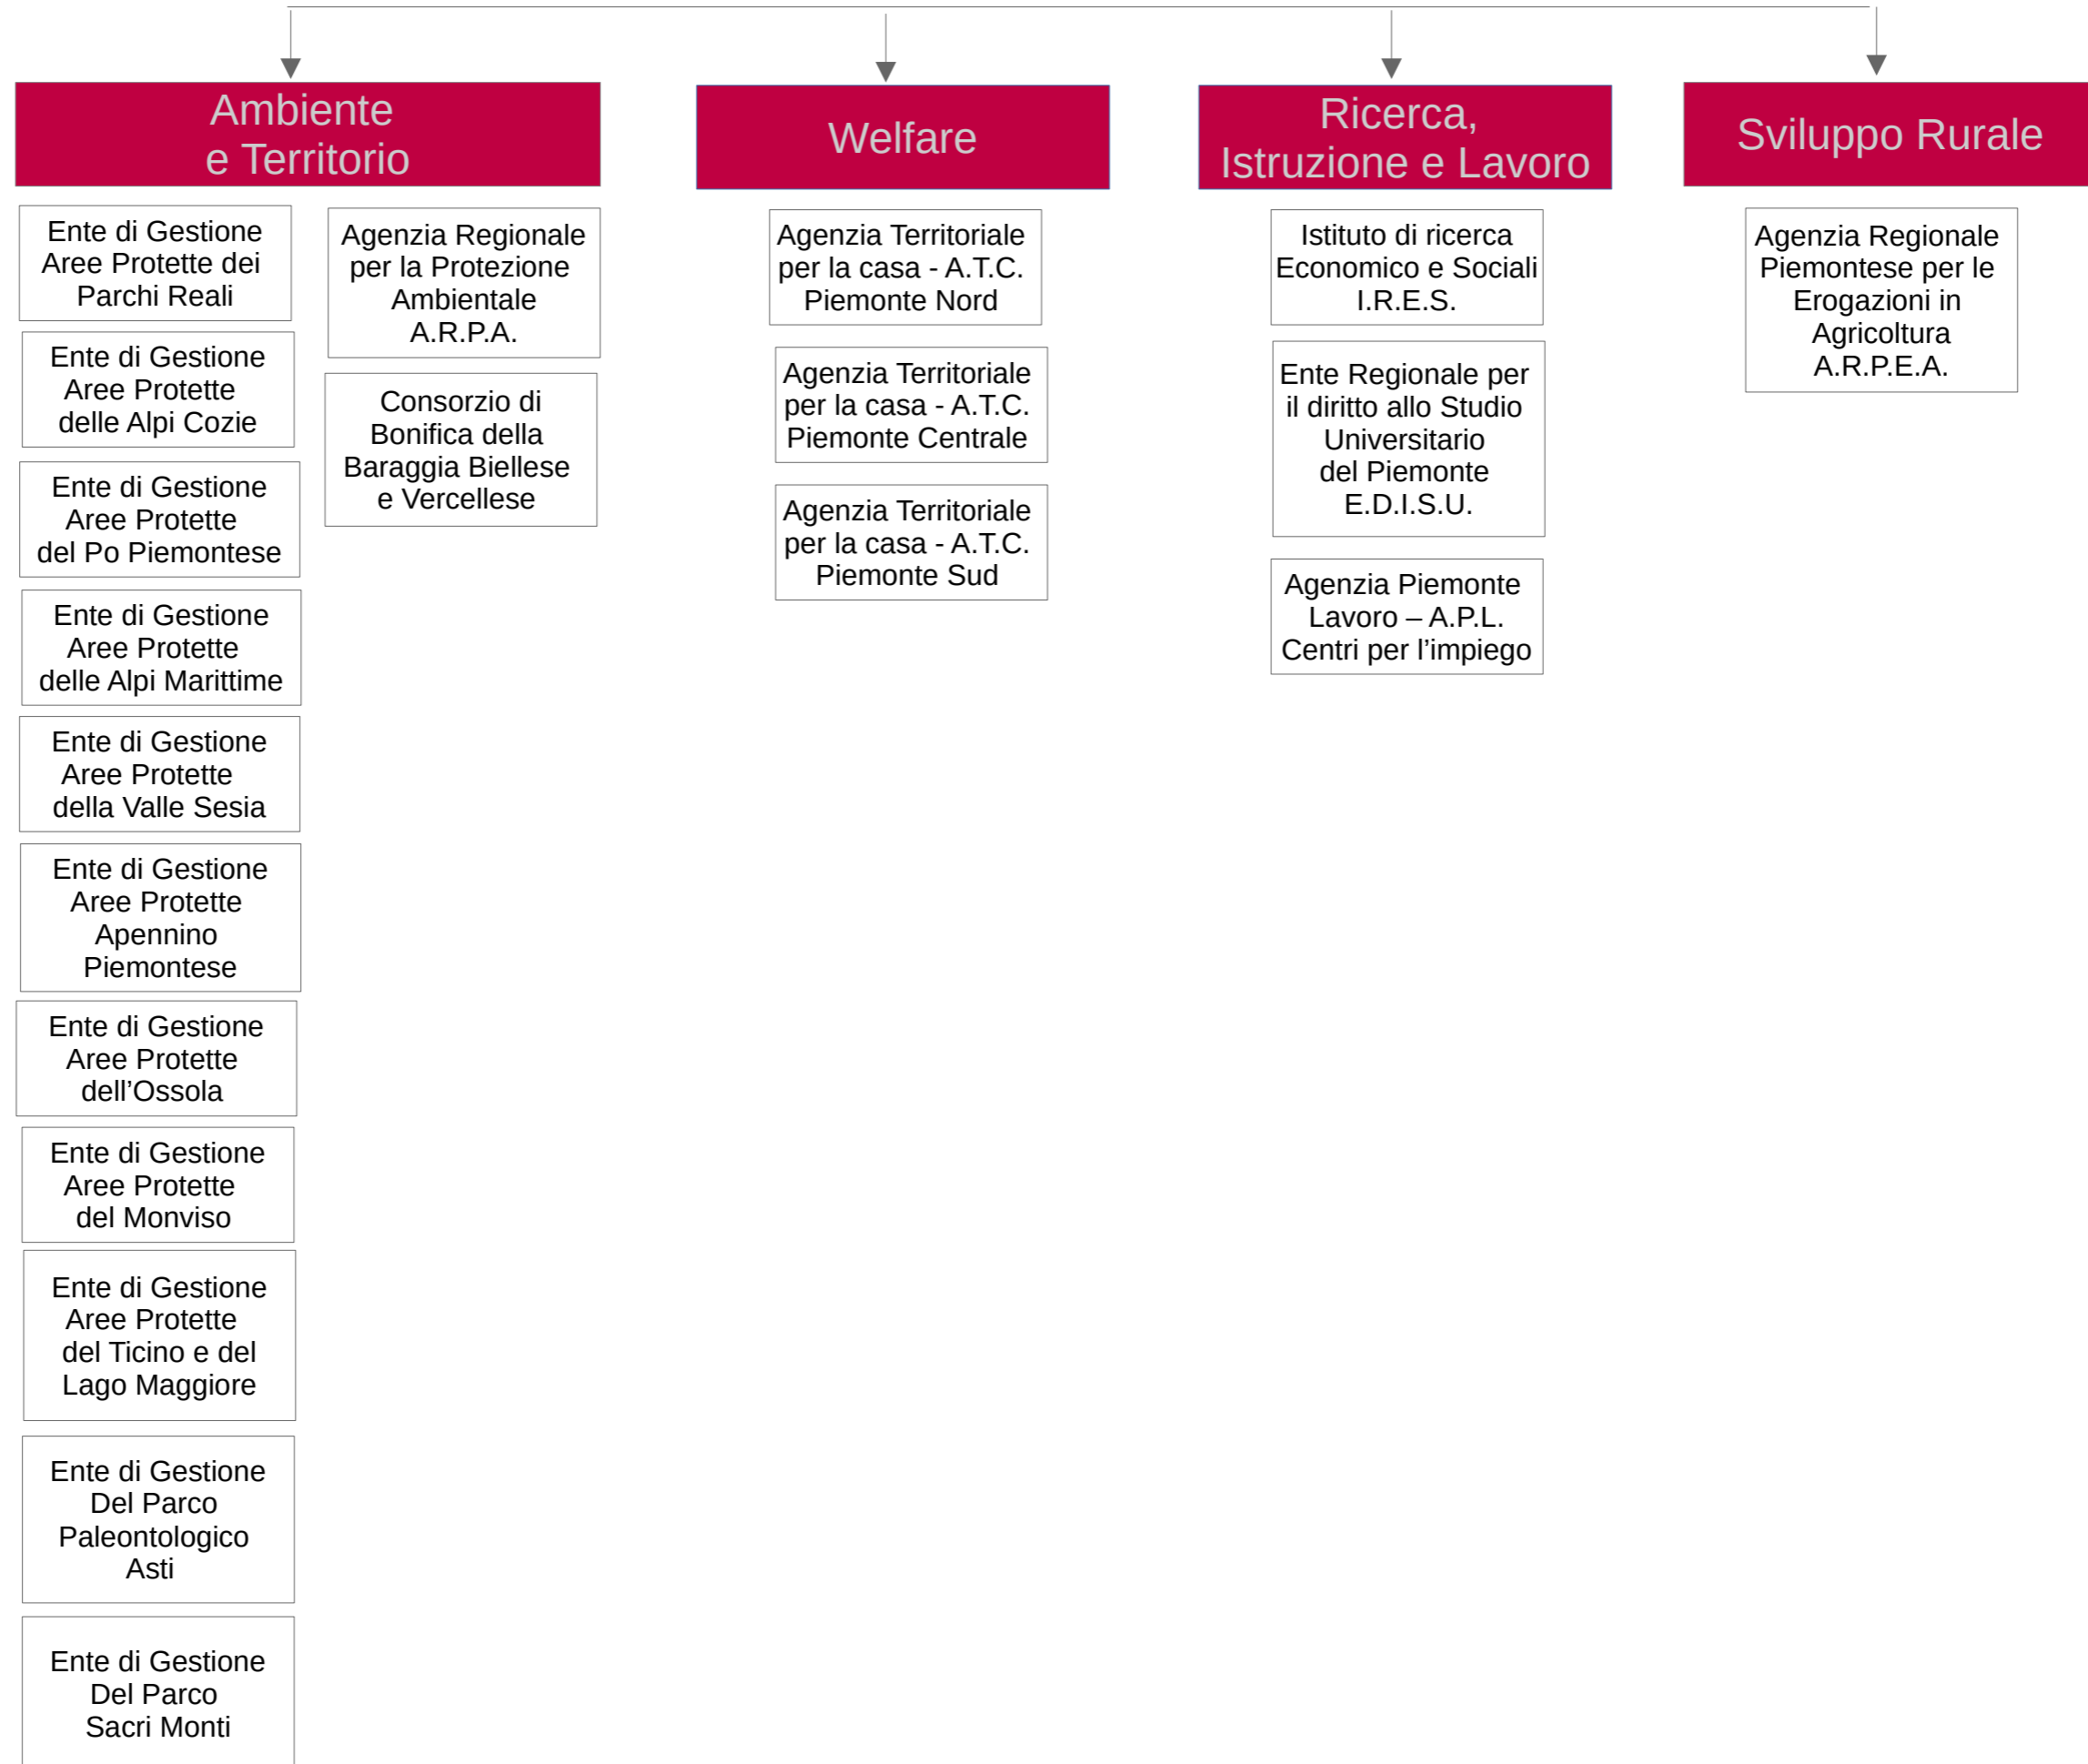 Ambiente
e Territorio
Ente di Gestione
Aree Protette dei
Parchi Reali
Ente di Gestione
Aree Protette
delle Alpi Cozie
Ente di Gestione
Aree Protette
del Po Piemontese
Ente di Gestione
Aree Protette
delle Alpi Marittime
Ente di Gestione
Aree Protette
della Valle Sesia
Ente di Gestione
Aree Protette
Apennino
Piemontese
Ente di Gestione
Aree Protette
dell’Ossola
Ente di Gestione
Aree Protette
del Monviso
Ente di Gestione
Aree Protette
del Ticino e del
Lago Maggiore
Ente di Gestione
Del Parco
Paleontologico
Asti
Ente di Gestione
Del Parco
Sacri Monti
Agenzia Regionale
per la Protezione
Ambientale
A.R.P.A.
Consorzio di
Bonifica della
Baraggia Biellese
e Vercellese
Welfare
Agenzia Territoriale
per la casa - A.T.C.
Piemonte Nord
Agenzia Territoriale
per la casa - A.T.C.
Piemonte Centrale
Agenzia Territoriale
per la casa - A.T.C.
Piemonte Sud
Ricerca,
Istruzione e Lavoro
Istituto di ricerca
Economico e Sociali
I.R.E.S.
Ente Regionale per
il diritto allo Studio
Universitario
del Piemonte
E.D.I.S.U.
Agenzia Piemonte
Lavoro – A.P.L.
Centri per l’impiego
Sviluppo Rurale
Agenzia Regionale
Piemontese per le
Erogazioni in
Agricoltura
A.R.P.E.A.